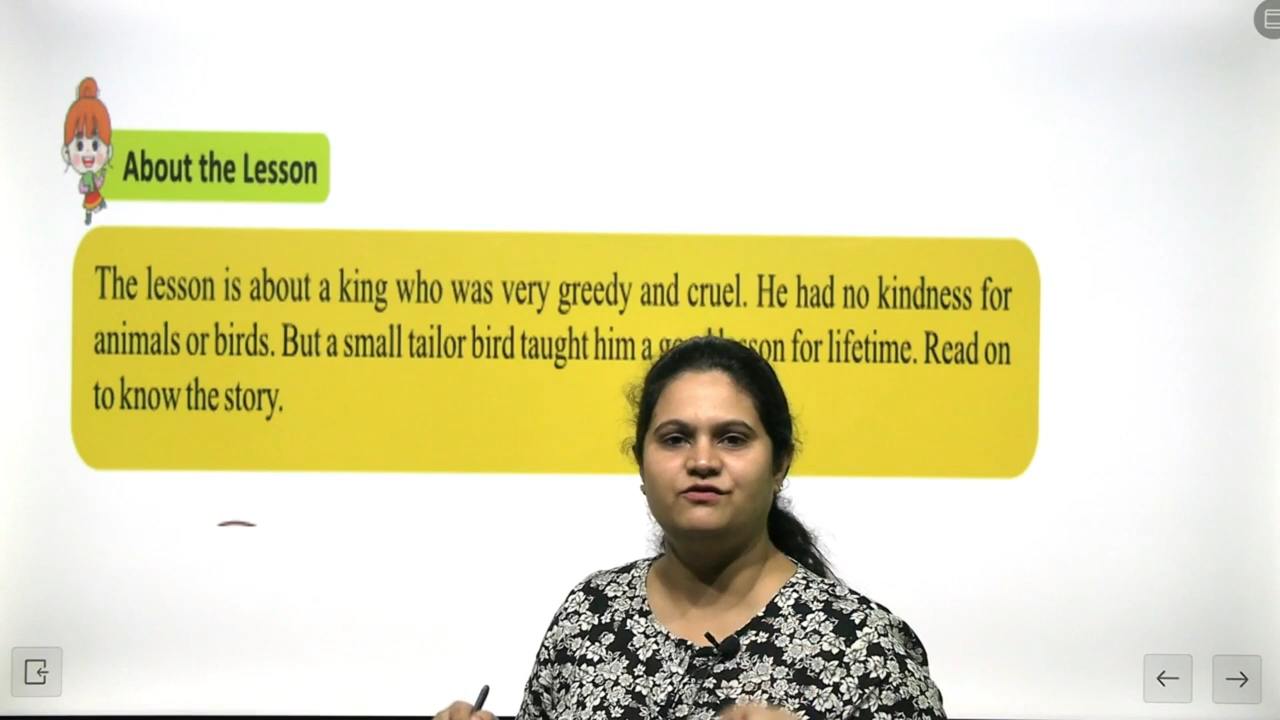 About the Lesson
The lesson is about a king who was very greedy and cruel. He had no kindness for
animals or birds. But a small tailor bird taught him a lesson for lifetime. Read on
to know the story.